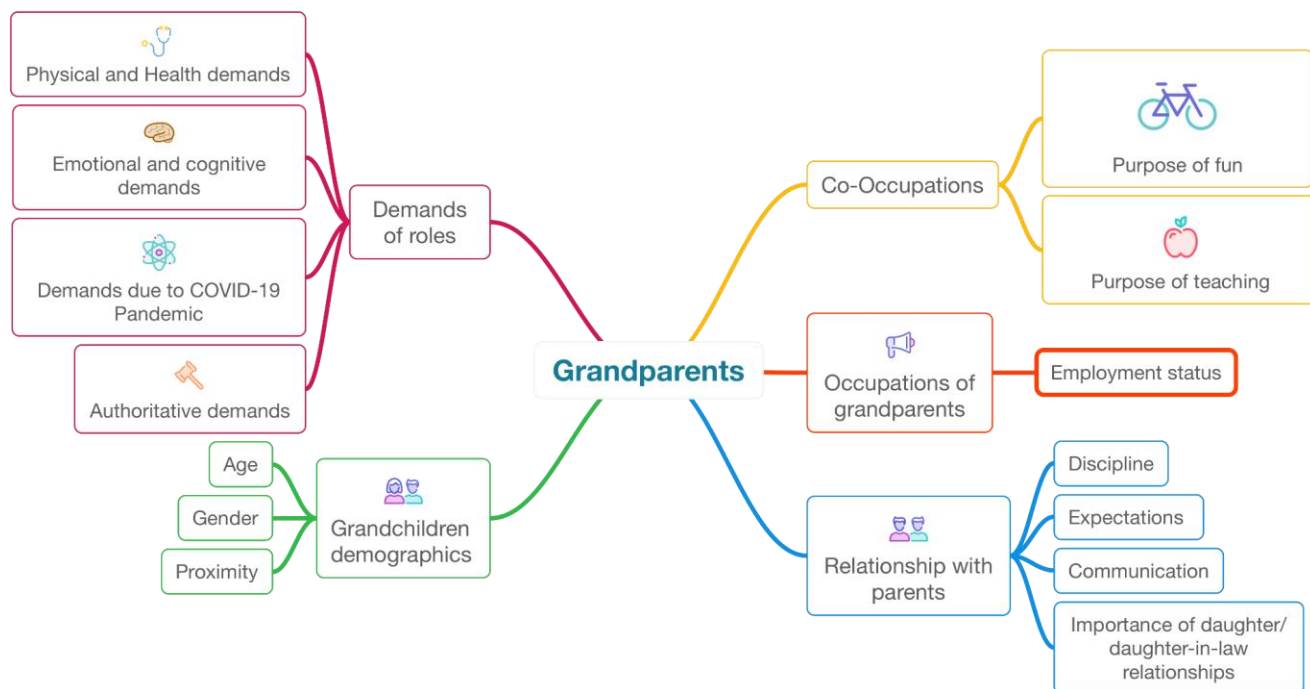 Physical and Health demands
Emotional and cognitive
demands
Demands due to COVID-19
Pandemic
Authoritative demands
Demands
of roles
Age
Gender
Proximity
Grandchildren
demographics
Grandparents
Co-Occupations
Purpose of fun
Purpose of teaching
Occupations of
grandparents
Employment status
Relationship with
parents
Discipline
Expectations
Communication
Importance of daughter/
daughter-in-law
relationships